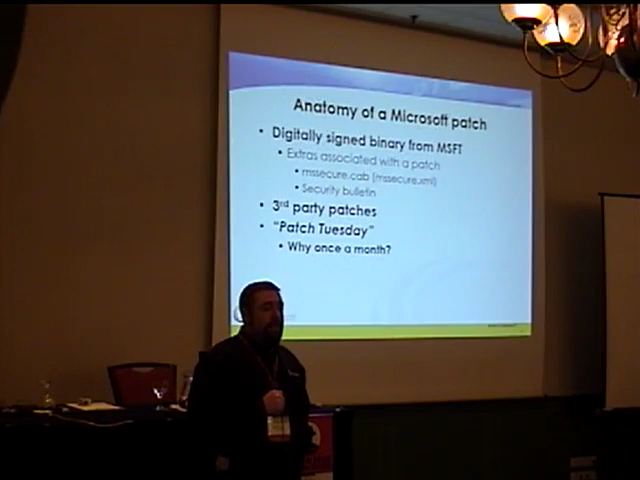 Anatomy of a Microsoft patch
• Digitally signed binary from MSFT
• Extras associated with a patch
• mssecure.cab (mssecure.xml)
• Security bulletin
• 3rd party patches
• "Patch Tuesday"
• Why once a month?